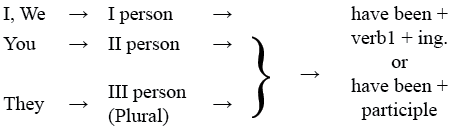 I, We → I person → have been +
You → II person → verb1 + ing.
→ or
They → III person (Plural) → have been + participle